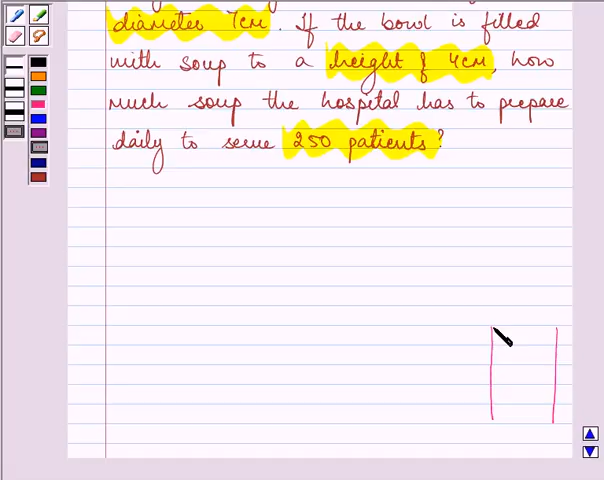 diameter 7cm. If the bowl is filled
with soup to a height of 4cm, how
much soup the hospital has to prepare
daily to serve 250 patients?